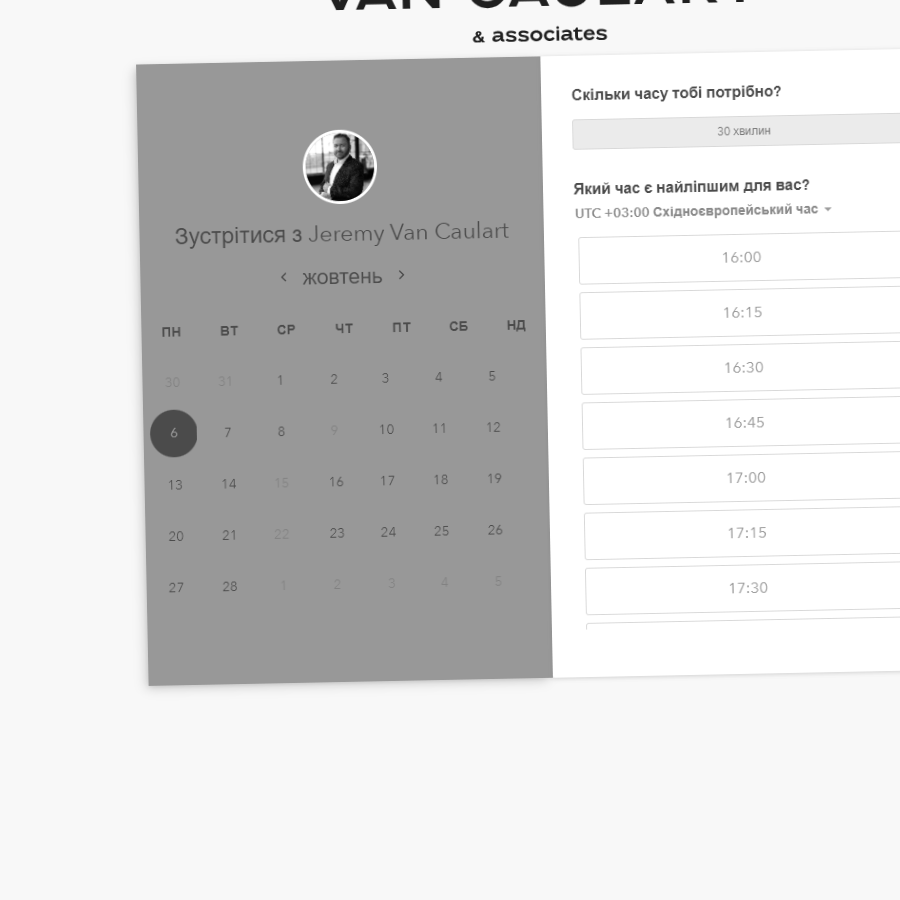 VAN CAULART
& associates
Зустрітися з Jeremy Van Caulart
жовтень
ПН ВТ СР ЧТ ПТ СБ НД
30 31 1 2 3 4 5
6 7 8 9 10 11 12
13 14 15 16 17 18 19
20 21 22 23 24 25 26
27 28 1 2 3 4 5
Скільки часу тобі потрібно?
30 хвилин
Який час є найліпшим для вас?
UTC +03:00 Східноєвропейський час
16:00
16:15
16:30
16:45
17:00
17:15
17:30